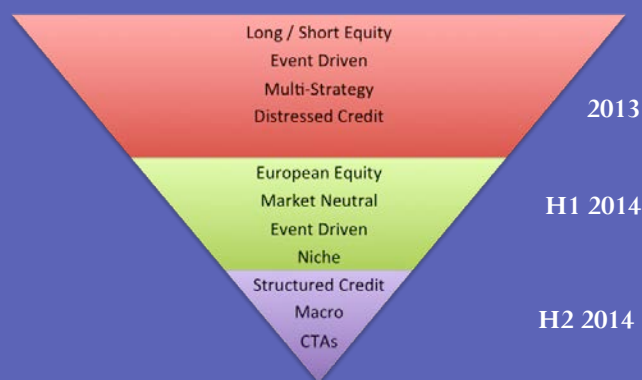 Long / Short Equity
Event Driven
Multi-Strategy
Distressed Credit
2013
European Equity
Market Neutral
Event Driven
Niche
H1 2014
Structured Credit
Macro
CTAs
H2 2014